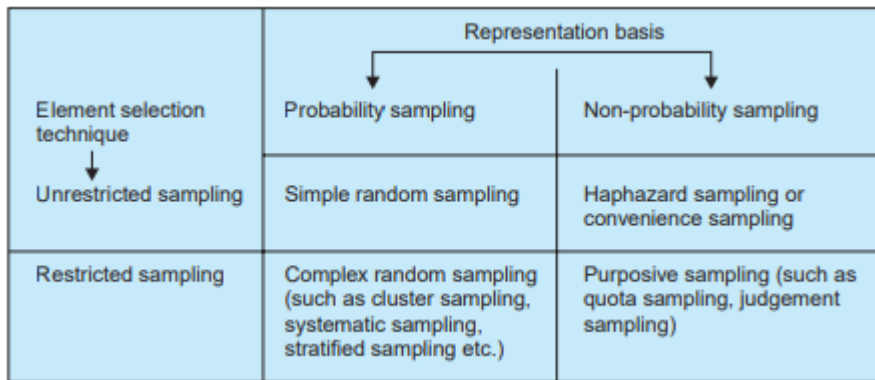 Representation basis
Element selection
technique
Probability sampling
Non-probability sampling
Unrestricted sampling
Simple random sampling
Haphazard sampling or
convenience sampling
Restricted sampling
Complex random sampling
(such as cluster sampling,
systematic sampling,
stratified sampling etc.)
Purposive sampling (such as
quota sampling, judgement
sampling)